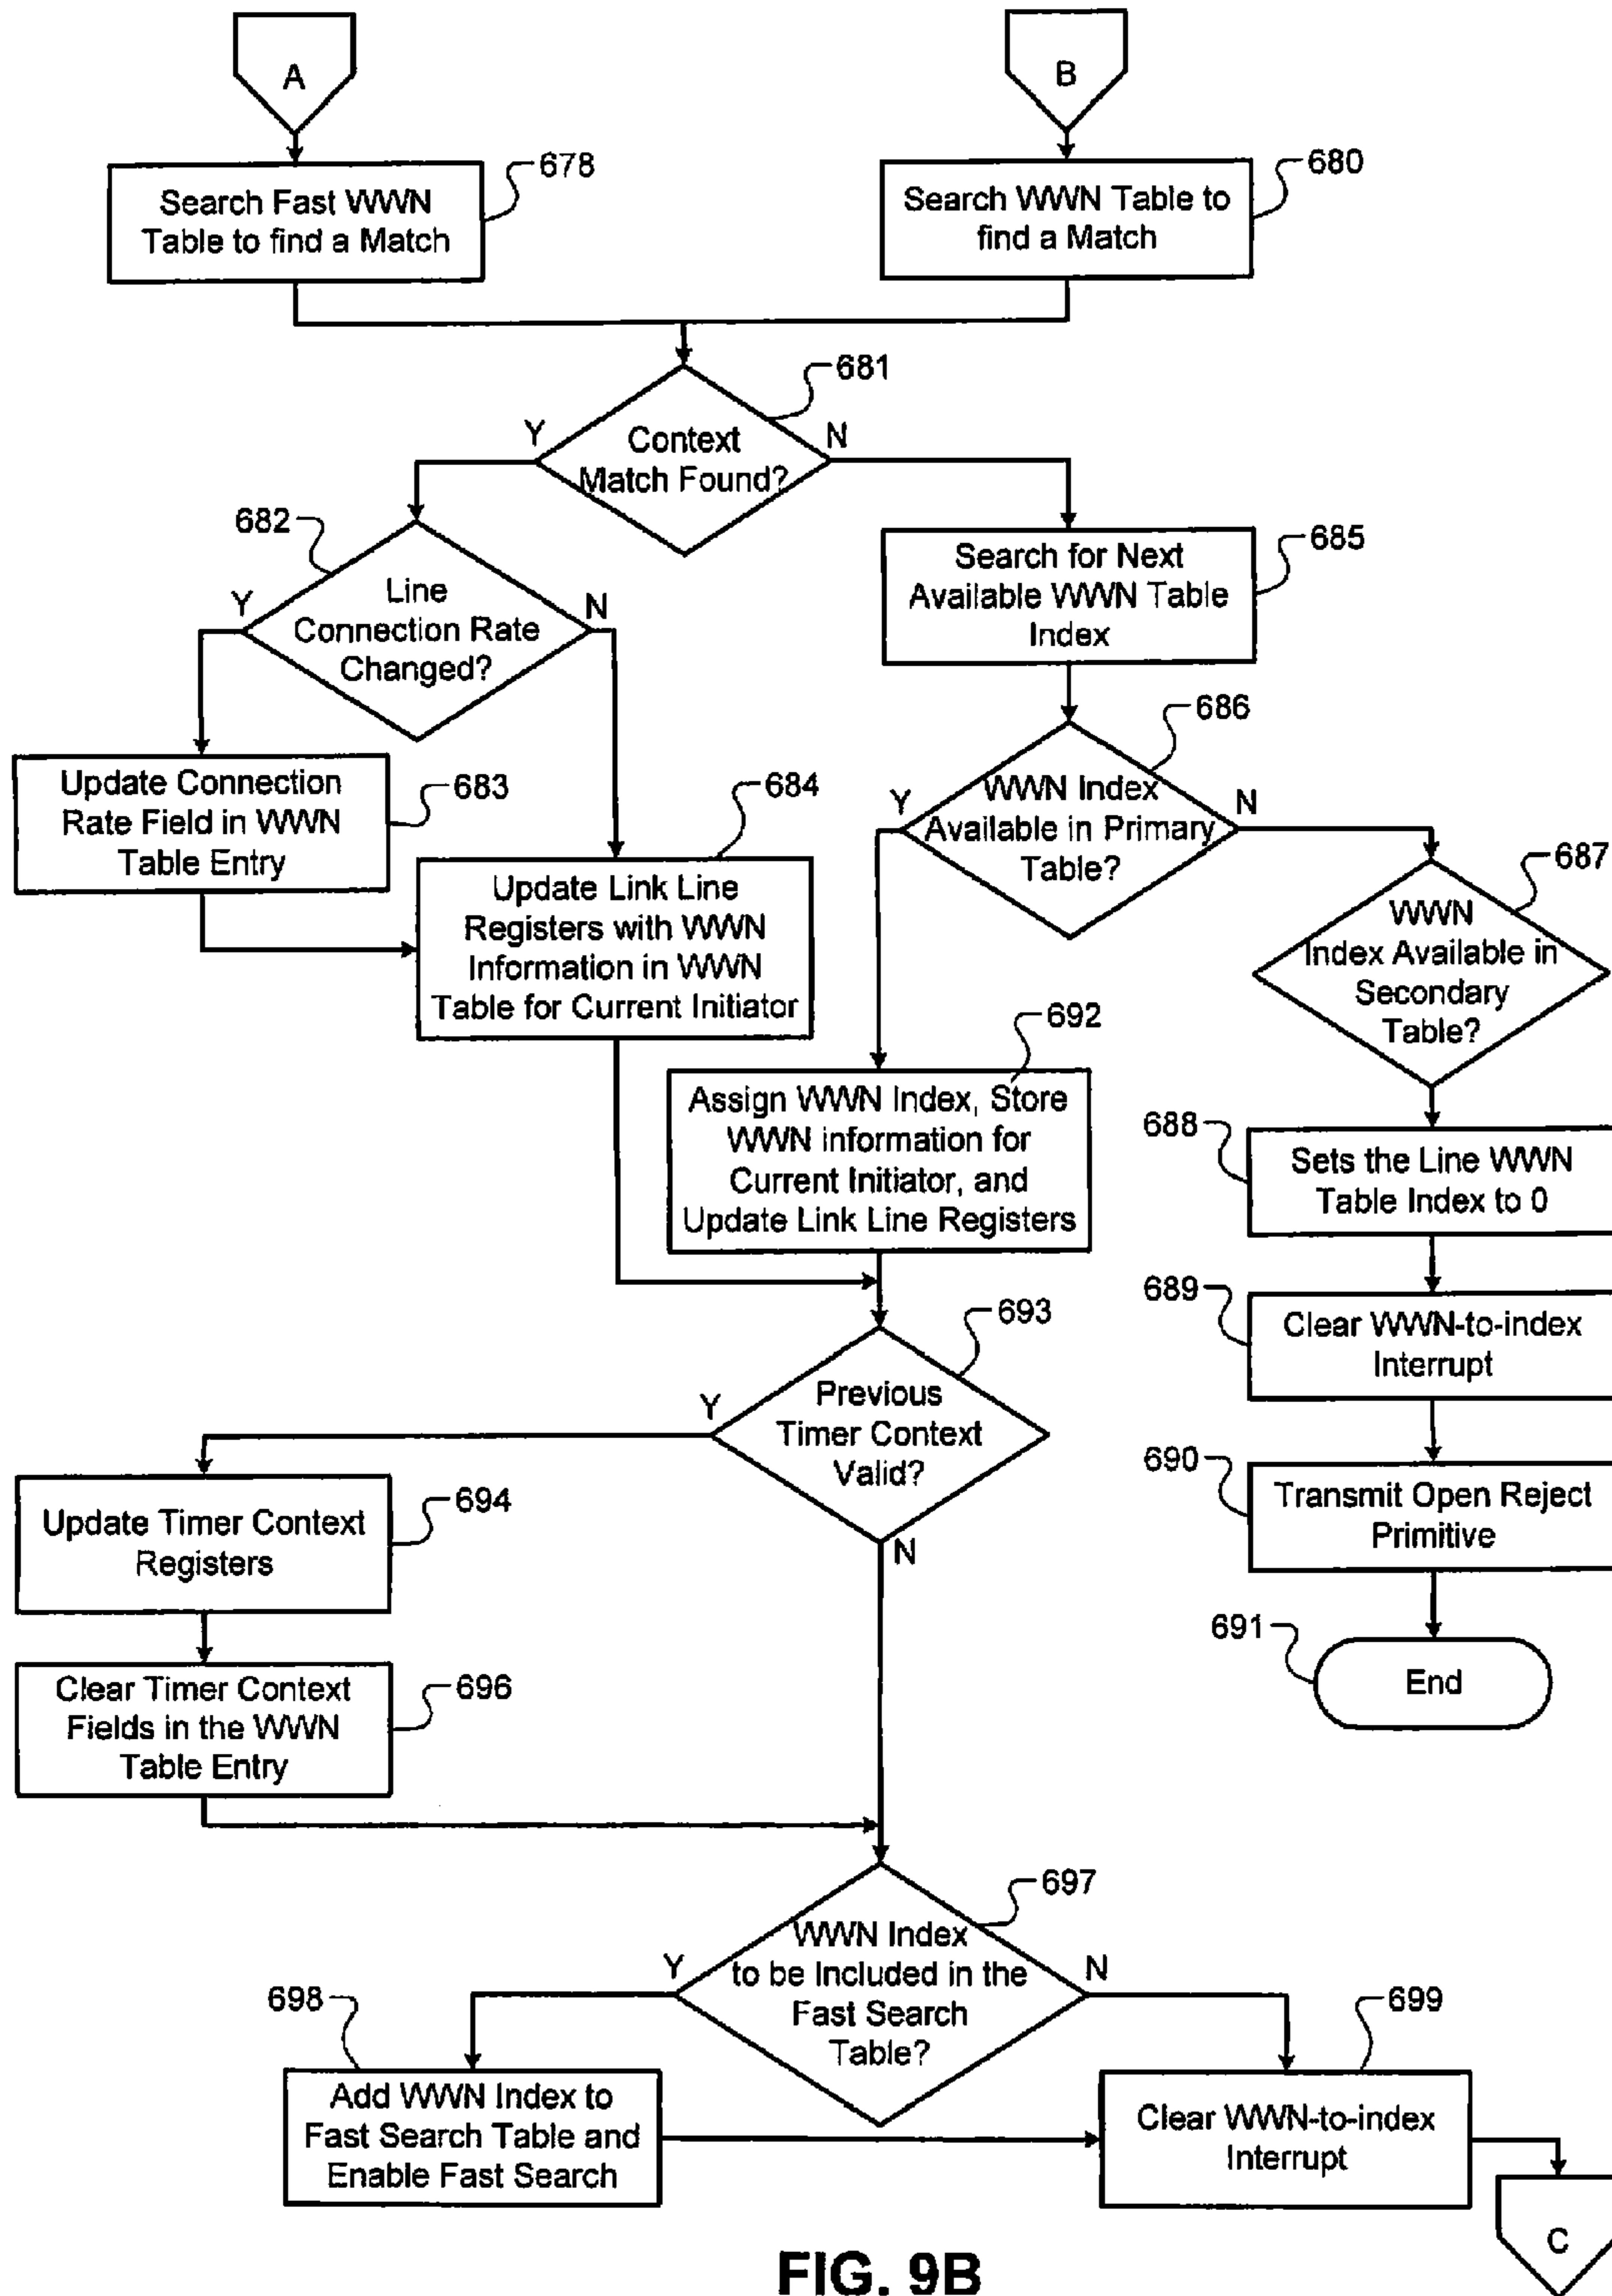 A
B
678
Search Fast WWN
Table to find a Match
680
Search WWN Table to
find a Match
681
Y
Context
Match Found?
N
682
Y
Line
Connection Rate
Changed?
N
Search for Next
Available WWN Table
Index
685
686
Update Connection
Rate Field in WWN
Table Entry
683
684
Y
WWN Index
Available in Primary
Table?
N
Update Link Line
Registers with WWN
Information in WWN
Table for Current Initiator
687
WWN
Index Available in
Secondary
Table?
692
Assign WWN Index, Store
WWN information for
Current Initiator, and
Update Link Line Registers
688
Sets the Line WWN
Table Index to 0
689
Clear WWN-to-index
Interrupt
693
Y
Previous
Timer Context
Valid?
N
690
Transmit Open Reject
Primitive
Update Timer Context
Registers
694
691
End
Clear Timer Context
Fields in the WWN
Table Entry
696
697
Y
WWN Index
to be Included in the
Fast Search
Table?
N
698
Add WWN Index to
Fast Search Table and
Enable Fast Search
699
Clear WWN-to-index
Interrupt
C
FIG. 9B